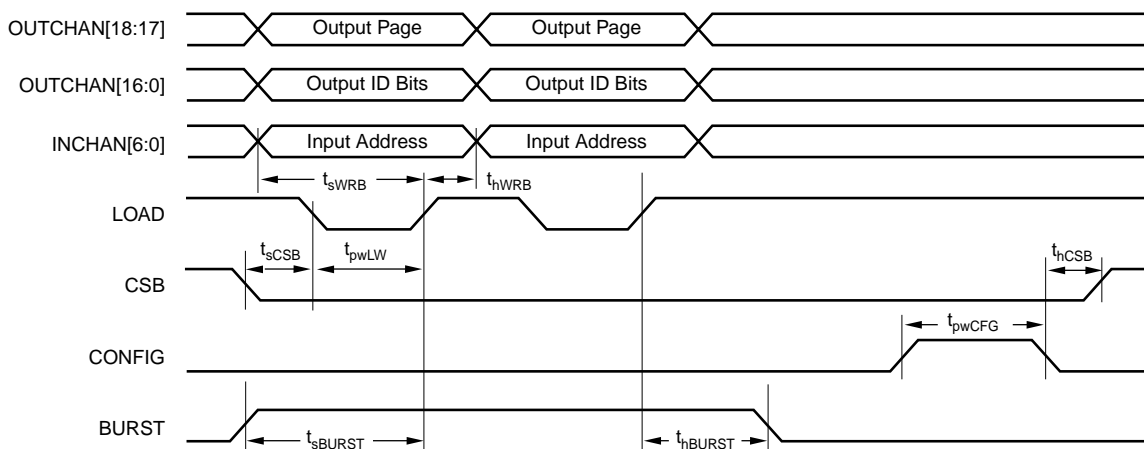 OUTCHAN[18:17] Output Page Output Page
OUTCHAN[16:0] Output ID Bits Output ID Bits
INCHAN[6:0] Input Address Input Address
tsWRB thWRB
LOAD
tsCSB tpwLW thCSB
CSB
tpwCFG
CONFIG
BURST
tsBURST thBURST